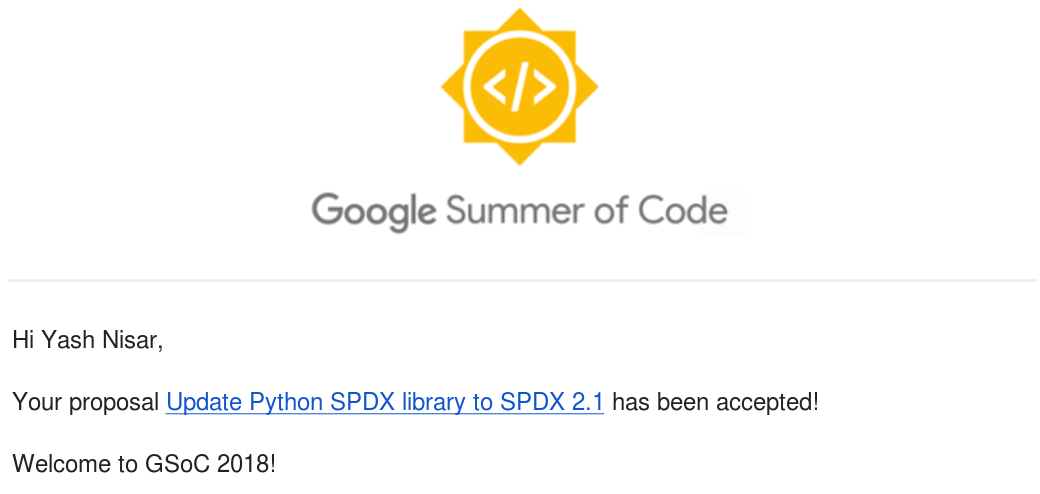 </>
Google Summer of Code
Hi Yash Nisar,
Your proposal Update Python SPDX library to SPDX 2.1 has been accepted!
Welcome to GSoC 2018!